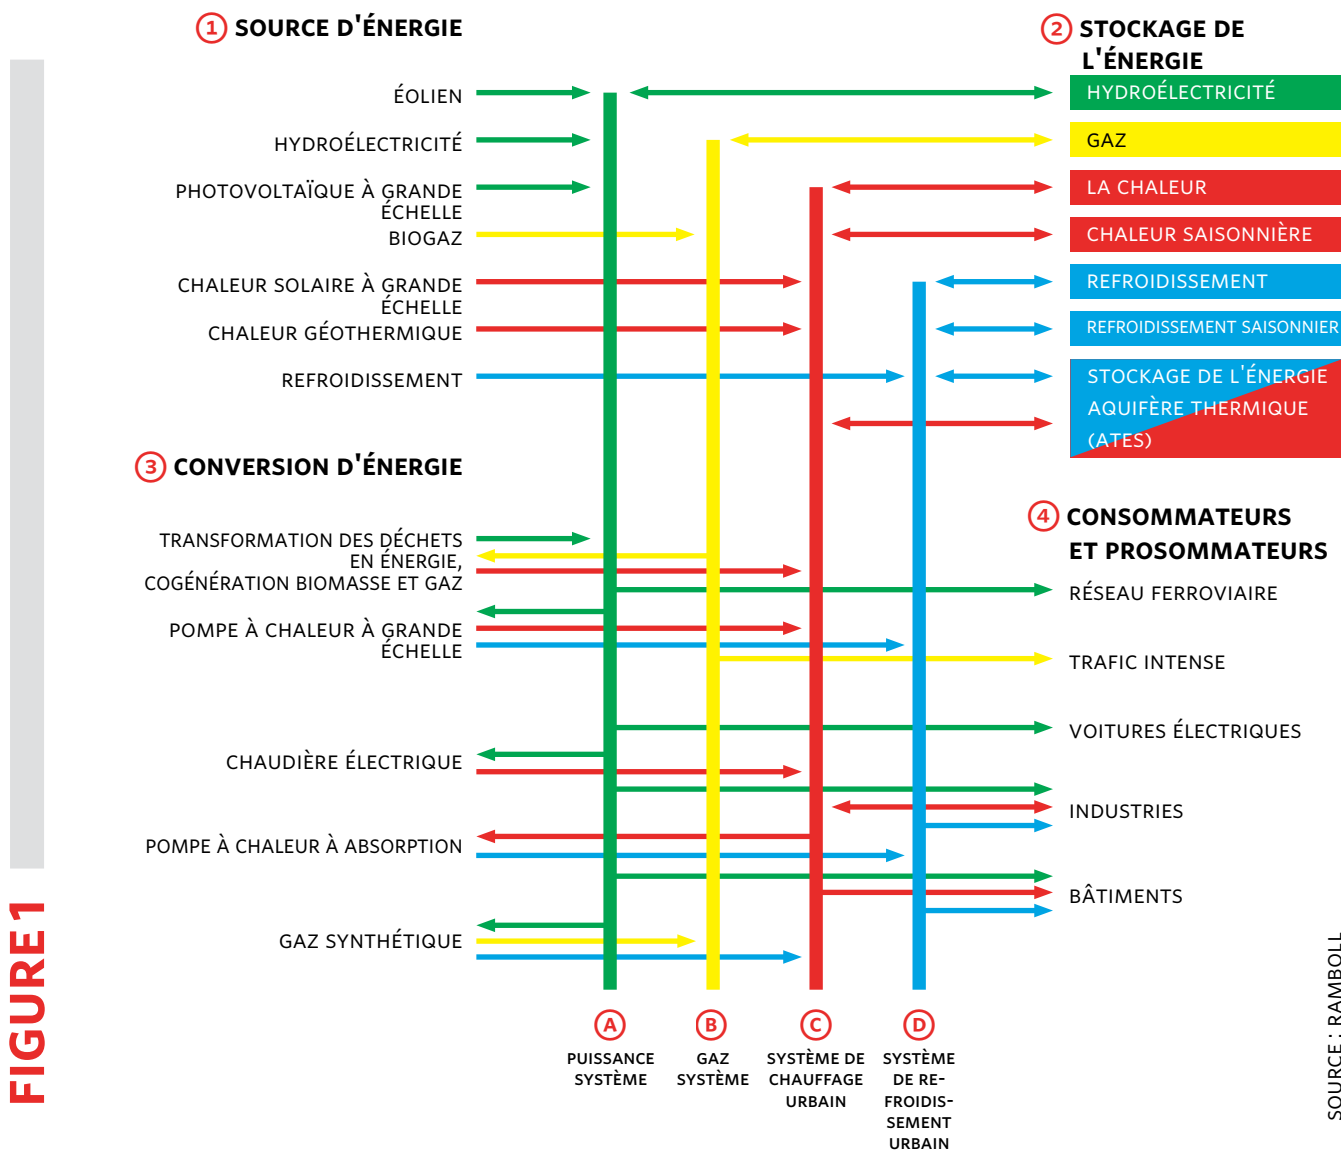 1 SOURCE D'ÉNERGIE
ÉOLIEN
HYDROÉLECTRICITÉ
PHOTOVOLTAÏQUE À GRANDE
ÉCHELLE
BIOGAZ
CHALEUR SOLAIRE À GRANDE
ÉCHELLE
CHALEUR GÉOTHERMIQUE
REFROIDISSEMENT
2 STOCKAGE DE
L'ÉNERGIE
HYDROÉLECTRICITÉ
GAZ
LA CHALEUR
CHALEUR SAISONNIÈRE
REFROIDISSEMENT
REFROIDISSEMENT SAISONNIER
STOCKAGE DE L'ÉNERGIE
AQUIFÈRE THERMIQUE
(ATES)
3 CONVERSION D'ÉNERGIE
TRANSFORMATION DES DÉCHETS
EN ÉNERGIE,
COGÉNÉRATION BIOMASSE ET GAZ
POMPE À CHALEUR À GRANDE
ÉCHELLE
CHAUDIÈRE ÉLECTRIQUE
POMPE À CHALEUR À ABSORPTION
GAZ SYNTHÉTIQUE
4 CONSOMMATEURS
ET PROSOMMATEURS
RÉSEAU FERROVIAIRE
TRAFIC INTENSE
VOITURES ÉLECTRIQUES
INDUSTRIES
BÂTIMENTS
A
PUISSANCE
SYSTÈME
B
GAZ
SYSTÈME
C
SYSTÈME DE
CHAUFFAGE
URBAIN
D
SYSTÈME
DE RE-
FROIDIS-
SEMENT
URBAIN
FIGURE 1
SOURCE : RAMBOLL